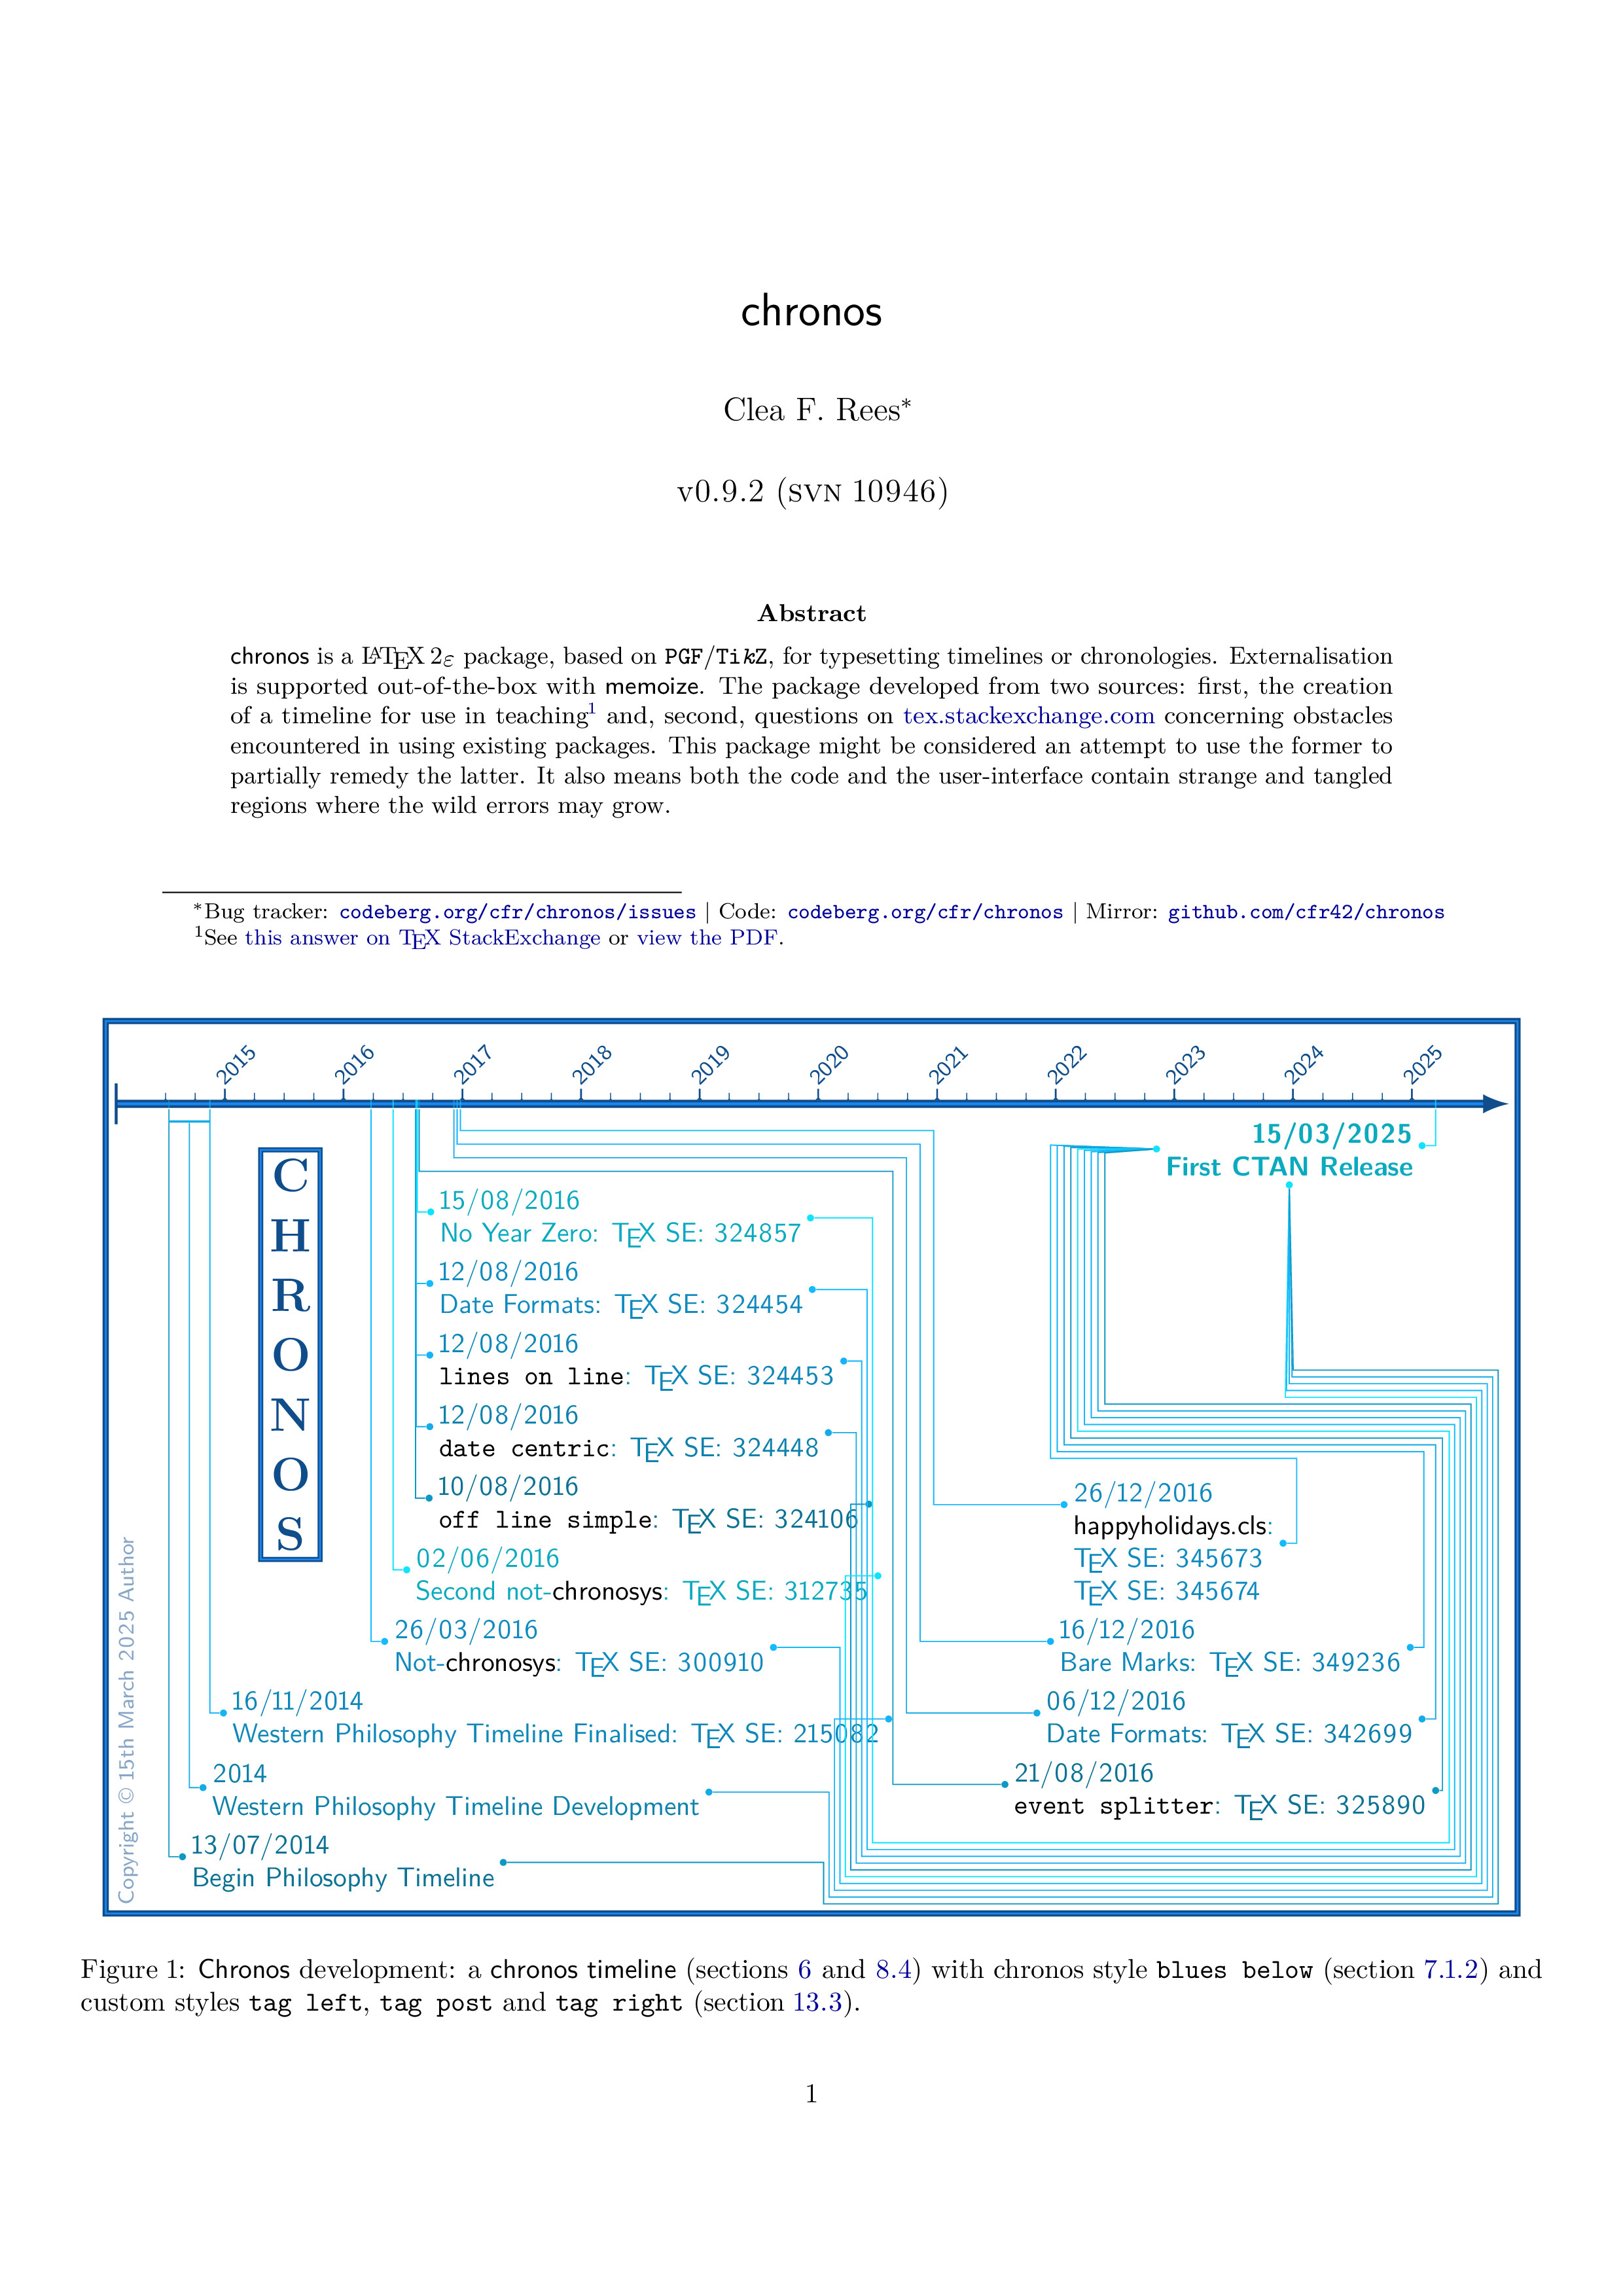 chronos
Clea F. Rees*
v0.9.2 (SVN 10946)
Abstract
chronos is a LATEX 2ε package, based on PGF/TikZ, for typesetting timelines or chronologies. Externalisation
is supported out-of-the-box with memoize. The package developed from two sources: first, the creation
of a timeline for use in teaching1 and, second, questions on tex.stackexchange.com concerning obstacles
encountered in using existing packages. This package might be considered an attempt to use the former to
partially remedy the latter. It also means both the code and the user-interface contain strange and tangled
regions where the wild errors may grow.
*Bug tracker: codeberg.org/cfr/chronos/issues | Code: codeberg.org/cfr/chronos | Mirror: github.com/cfr42/chronos
1See this answer on TEX StackExchange or view the PDF.
2015 2016 2017 2018 2019 2020 2021 2022 2023 2024 2025
CHRONOS
Copyright © 15th March 2025 Author
15/03/2025
First CTAN Release
15/08/2016
No Year Zero: TEX SE: 324857
12/08/2016
Date Formats: TEX SE: 324454
12/08/2016
lines on line: TEX SE: 324453
12/08/2016
date centric: TEX SE: 324448
10/08/2016
off line simple: TEX SE: 324106
02/06/2016
Second not-chronosys: TEX SE: 312735
26/03/2016
Not-chronosys: TEX SE: 300910
16/11/2014
Western Philosophy Timeline Finalised: TEX SE: 215082
2014
Western Philosophy Timeline Development
13/07/2014
Begin Philosophy Timeline
26/12/2016
happyholidays.cls:
TEX SE: 345673
TEX SE: 345674
16/12/2016
Bare Marks: TEX SE: 349236
06/12/2016
Date Formats: TEX SE: 342699
21/08/2016
event splitter: TEX SE: 325890
Figure 1: Chronos development: a chronos timeline (sections 6 and 8.4) with chronos style blues below (section 7.1.2) and
custom styles tag left, tag post and tag right (section 13.3).
1